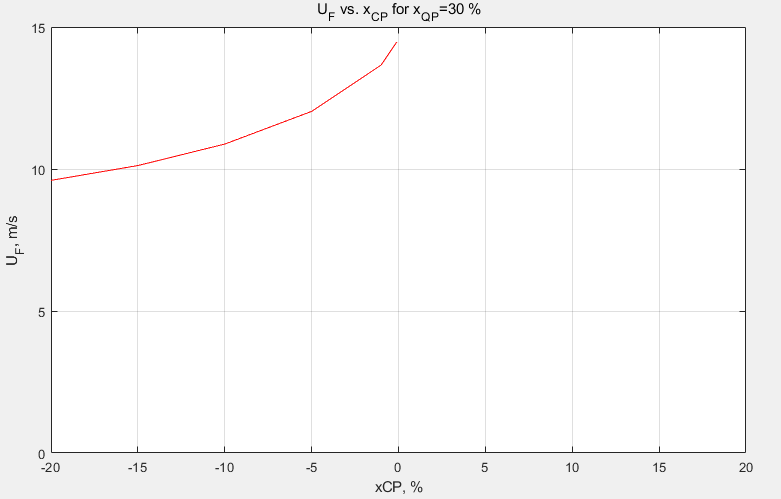 U_F vs. x_CP for x_QP=30 %
15
10
5
0
U_F, m/s
-20 -15 -10 -5 0 5 10 15 20
xCP, %